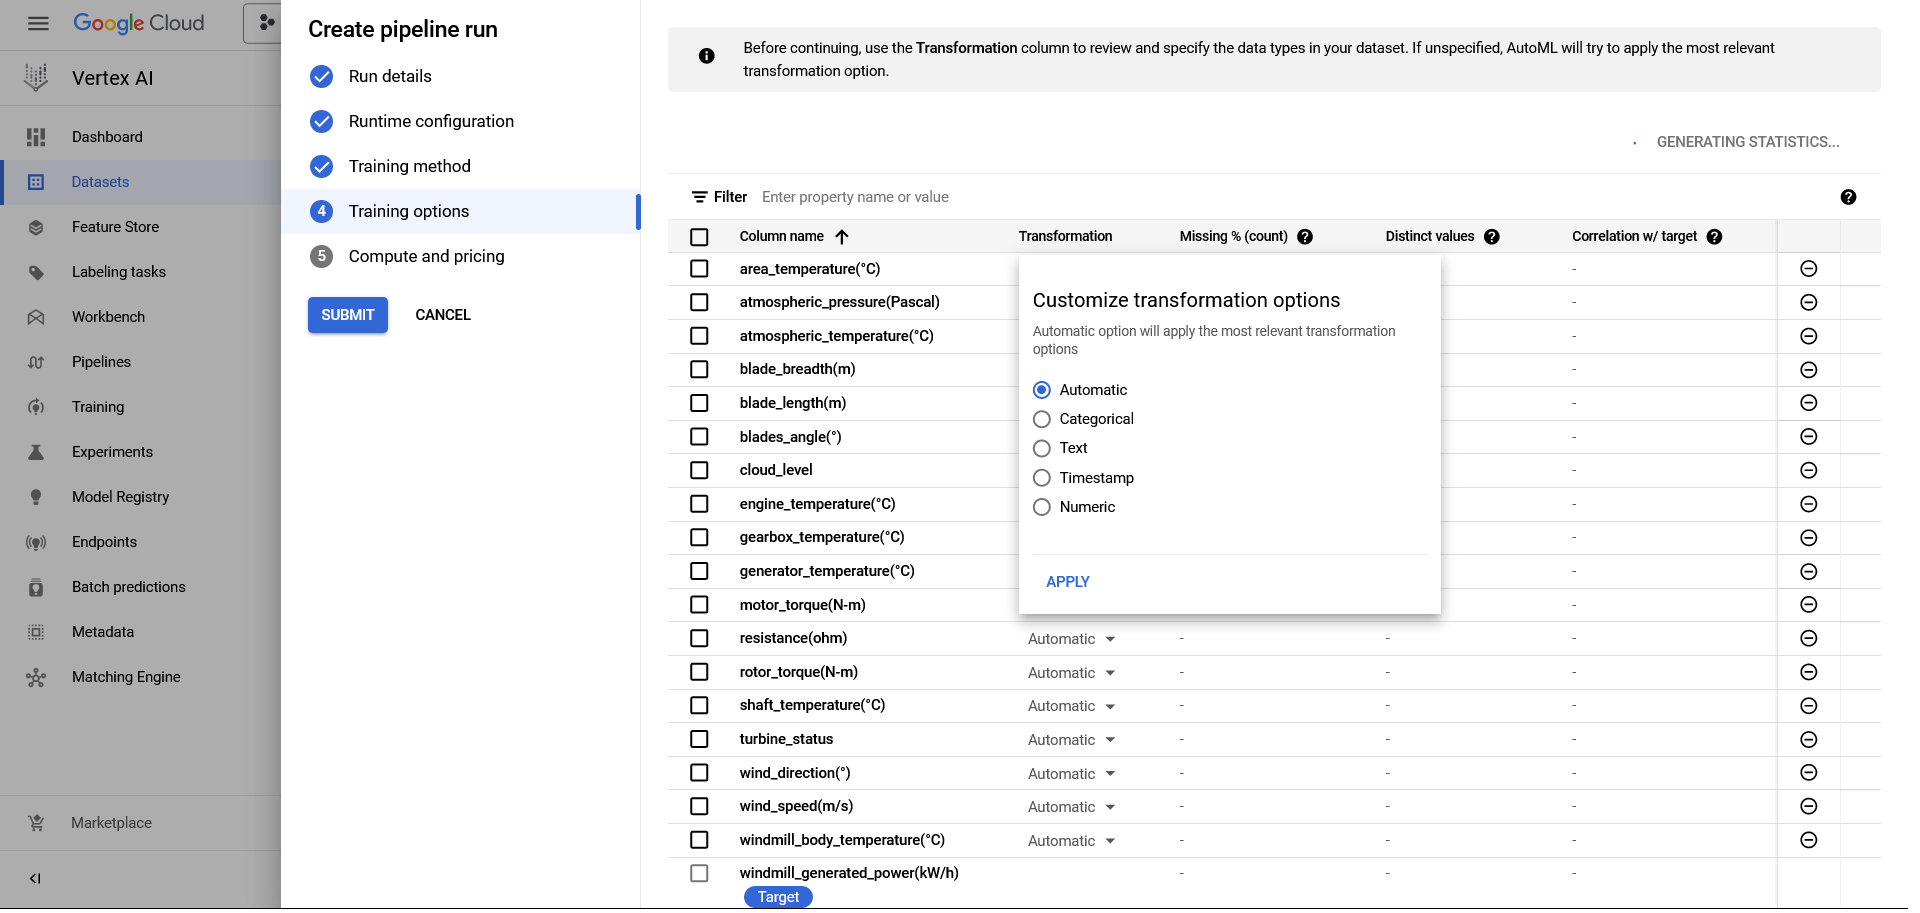 Google Cloud
Vertex AI
Dashboard
Datasets
Feature Store
Labeling tasks
Workbench
Pipelines
Training
Experiments
Model Registry
Endpoints
Batch predictions
Metadata
Matching Engine
Marketplace
Create pipeline run
Run details
Runtime configuration
Training method
4 Training options
5 Compute and pricing
SUBMIT CANCEL
Before continuing, use the Transformation column to review and specify the data types in your dataset. If unspecified, AutoML will try to apply the most relevant
transformation option.
GENERATING STATISTICS...
Filter Enter property name or value
Column name Transformation Missing % (count) Distinct values Correlation w/ target
area_temperature(°C) -
atmospheric_pressure(Pascal) -
atmospheric_temperature(°C) -
blade_breadth(m) -
blade_length(m) -
blades_angle(°) -
cloud_level -
engine_temperature(°C) -
gearbox_temperature(°C) -
generator_temperature(°C) -
motor_torque(N-m) -
resistance(ohm) Automatic - - -
rotor_torque(N-m) Automatic - - -
shaft_temperature(°C) Automatic - - -
turbine_status Automatic - - -
wind_direction(°) Automatic - - -
wind_speed(m/s) Automatic - - -
windmill_body_temperature(°C) Automatic - - -
windmill_generated_power(kW/h) - - -
Target
Customize transformation options
Automatic option will apply the most relevant transformation
options
Automatic
Categorical
Text
Timestamp
Numeric
APPLY